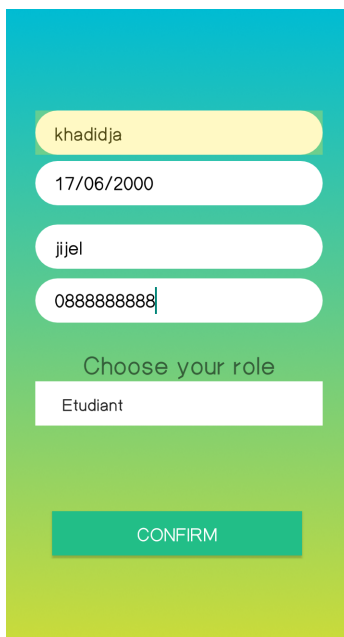 khadidja
17/06/2000
jijel
0888888888
Choose your role
Etudiant
CONFIRM